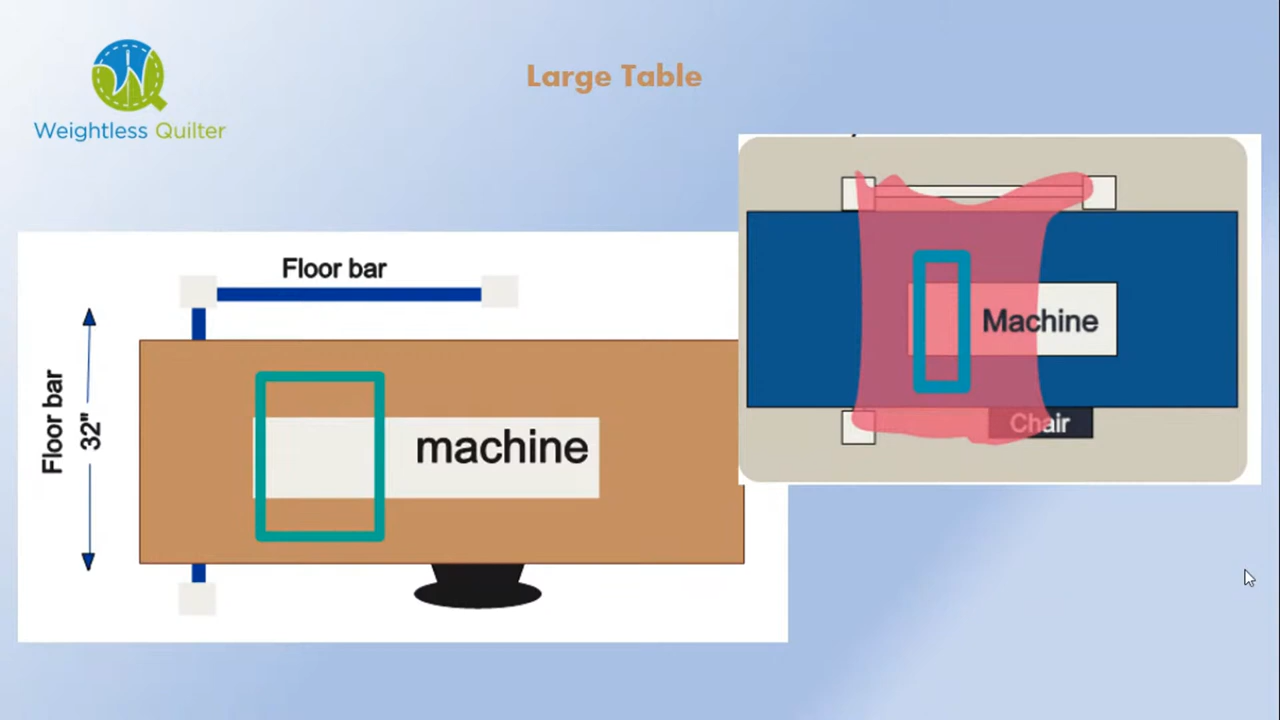 Large Table
Weightless Quilter
Floor bar
Floor bar
32"
machine
Machine
Chair